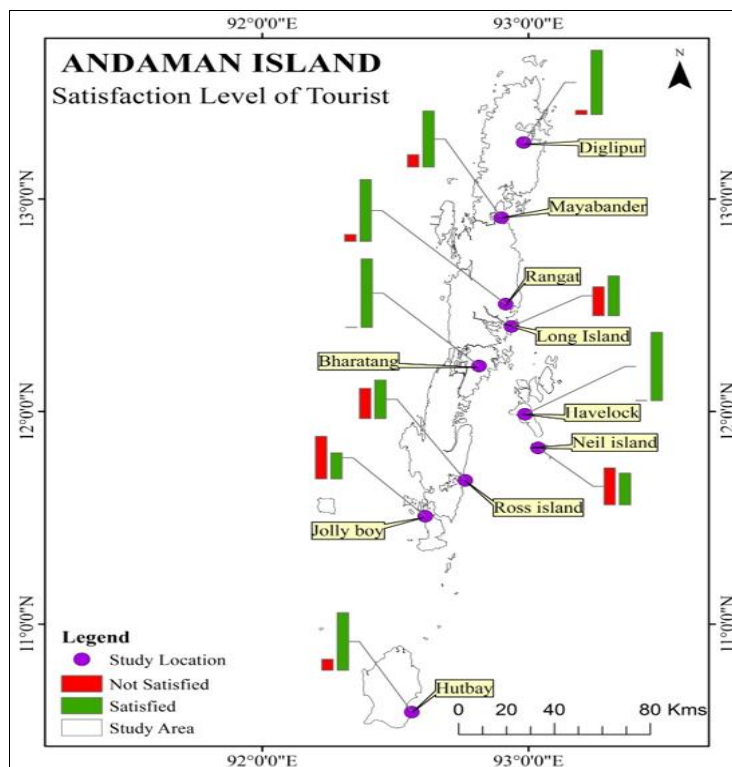 92°0'0"E 93°0'0"E
ANDAMAN ISLAND
Satisfaction Level of Tourist
N
Diglipur
13°0'0"N 13°0'0"N
Mayabander
Rangat
Long Island
Bharatang
12°0'0"N 12°0'0"N
Havelock
Neil island
Ross island
Jolly boy
11°0'0"N 11°0'0"N
Legend
Study Location
Not Satisfied
Satisfied
Study Area
Hutbay
0 20 40 80 Kms
92°0'0"E 93°0'0"E